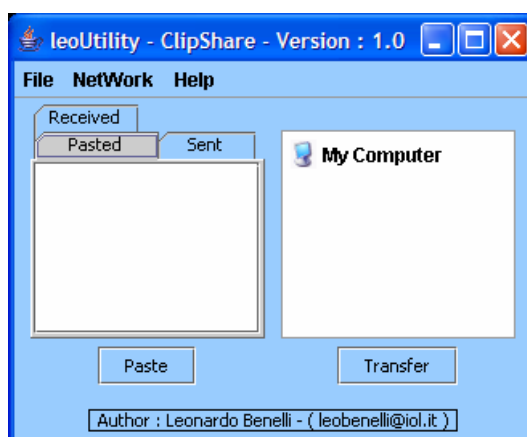 leoUtility - ClipShare - Version : 1.0
File NetWork Help
Received
Pasted Sent
My Computer
Paste Transfer
Author : Leonardo Benelli - ( leobenelli@iol.it )